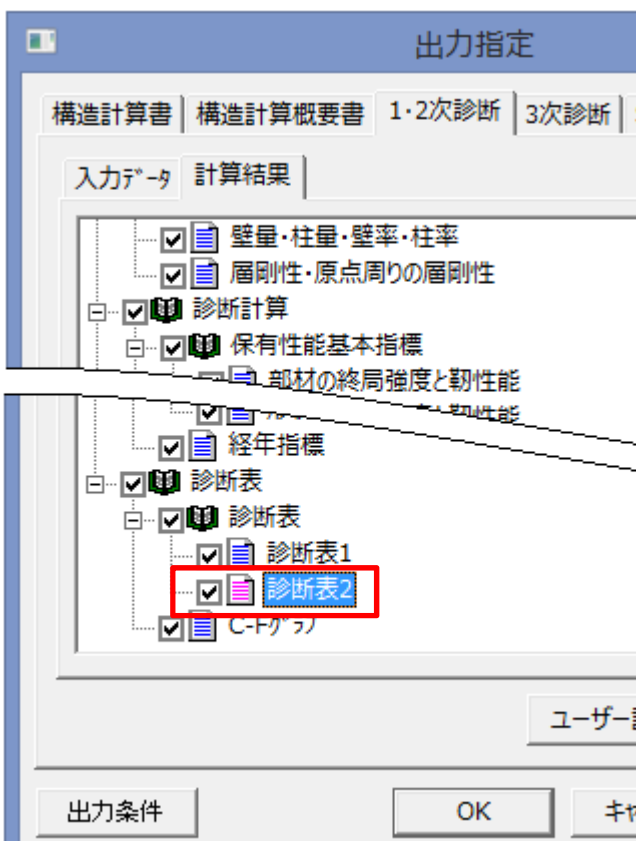 出力指定
構造計算書 構造計算概要書 1・2次診断 3次診断
入力ﾃﾞｰﾀ 計算結果
壁量・柱量・壁率・柱率
層剛性・原点周りの層剛性
診断計算
保有性能基本指標
部材の終局強度と靭性能
経年指標
診断表
診断表
診断表1
診断表2
C-Fｸﾞﾗﾌ
ユーザー
出力条件 OK キャ